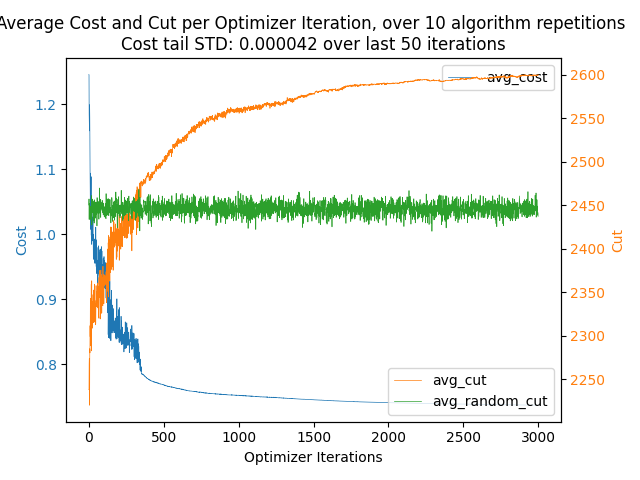 Average Cost and Cut per Optimizer Iteration, over 10 algorithm repetitions
Cost tail STD: 0.000042 over last 50 iterations
avg_cost
1.2
1.1
1.0
0.9
0.8
Cost
2600
2550
2500
2450
2400
2350
2300
2250
Cut
avg_cut
avg_random_cut
0
500
1000
1500
2000
2500
3000
Optimizer Iterations